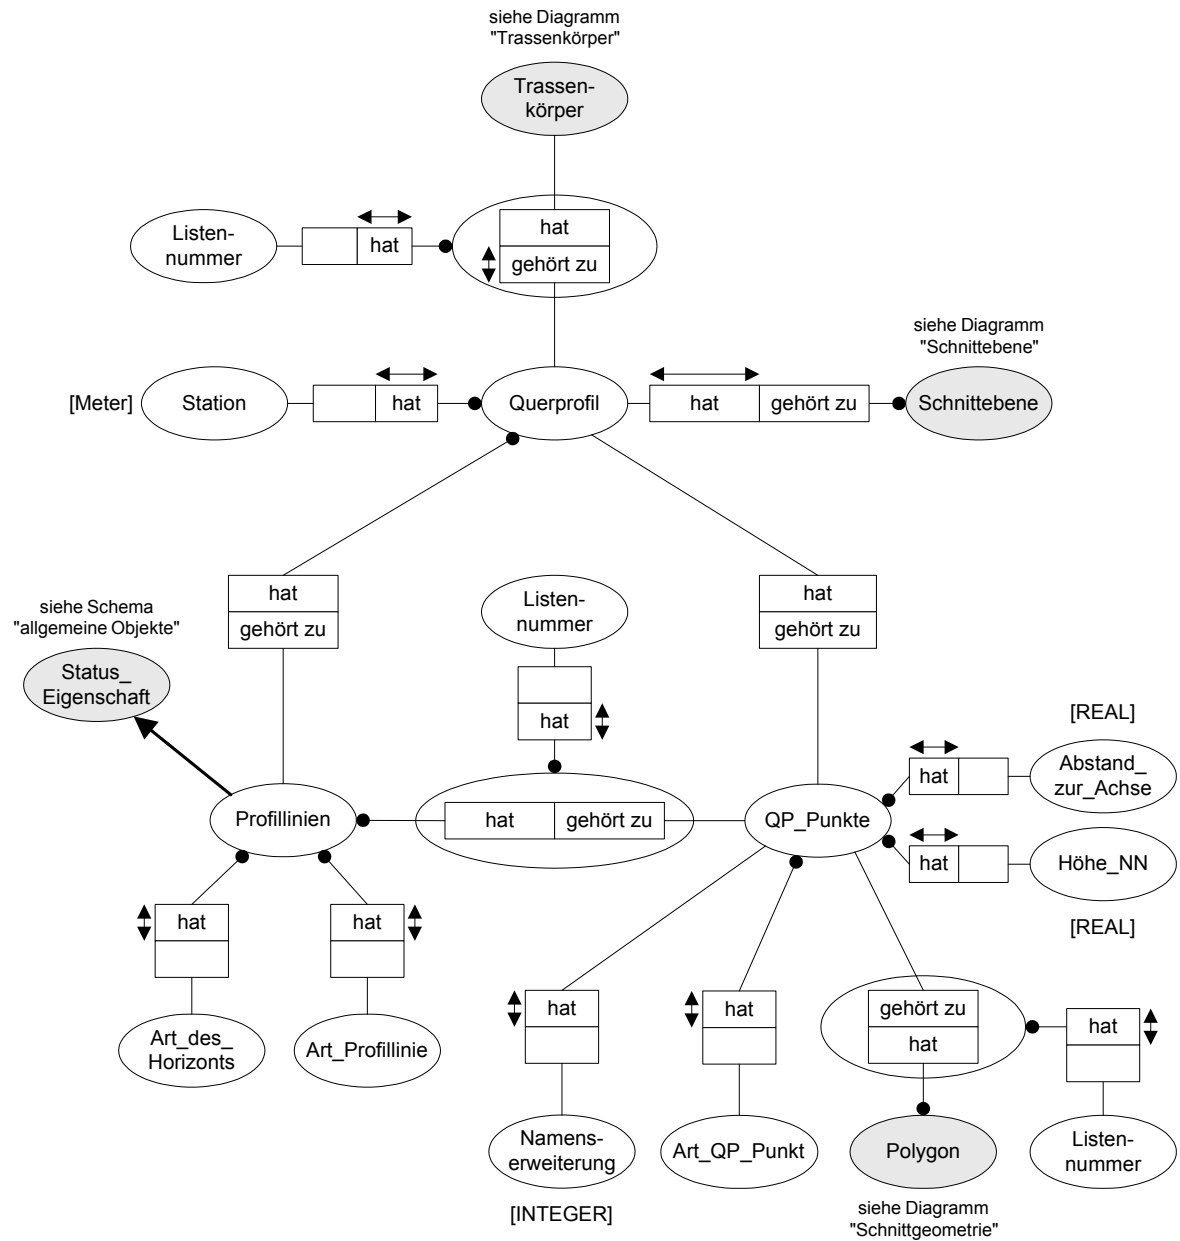 siehe Diagramm
"Trassenkörper"
Trassen-
körper
Listen-
nummer
hat
hat
gehört zu
siehe Diagramm
"Schnittebene"
[Meter]
Station
hat
Querprofil
hat
gehört zu
Schnittebene
hat
gehört zu
Listen-
nummer
hat
gehört zu
siehe Schema
"allgemeine Objekte"
Status_
Eigenschaft
hat
[REAL]
Abstand_
zur_Achse
hat
Profillinien
hat
gehört zu
QP_Punkte
hat
Höhe_NN
[REAL]
hat
hat
Art_des_
Horizonts
Art_Profillinie
hat
hat
gehört zu
hat
hat
Namens-
erweiterung
[INTEGER]
Art_QP_Punkt
Polygon
siehe Diagramm
"Schnittgeometrie"
Listen-
nummer